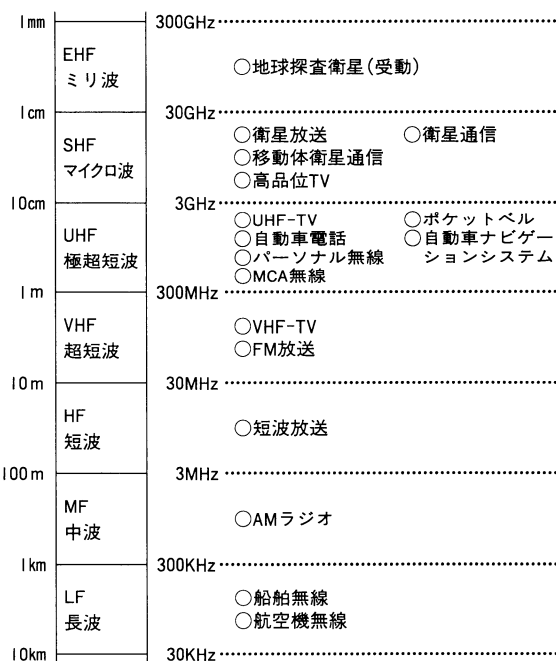 1mm 300GHz
EHF
ミリ波
○地球探査衛星(受動)
1cm 30GHz
SHF
マイクロ波
○衛星放送 ○衛星通信
○移動体衛星通信
○高品位TV
10cm 3GHz
UHF
極超短波
○UHF-TV ○ポケットベル
○自動車電話 ○自動車ナビゲー
○パーソナル無線 ションシステム
○MCA無線
1m 300MHz
VHF
超短波
○VHF-TV
○FM放送
10m 30MHz
HF
短波
○短波放送
100m 3MHz
MF
中波
○AMラジオ
1km 300KHz
LF
長波
○船舶無線
○航空機無線
10km 30KHz